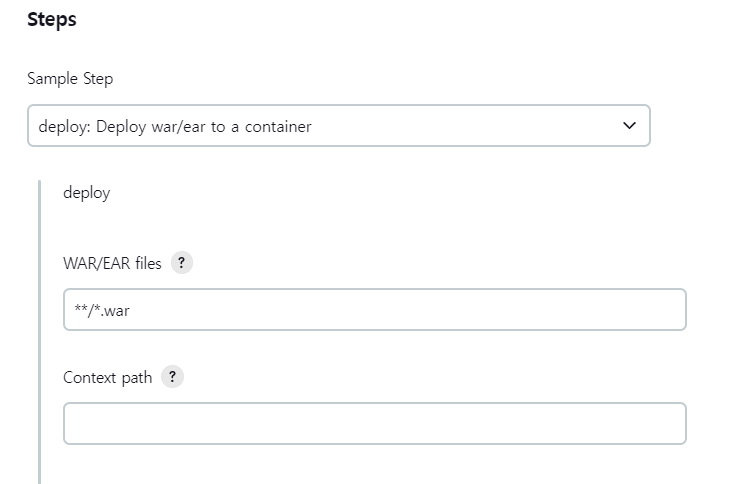 Steps
Sample Step
deploy: Deploy war/ear to a container
deploy
WAR/EAR files ?
**/*.war
Context path ?